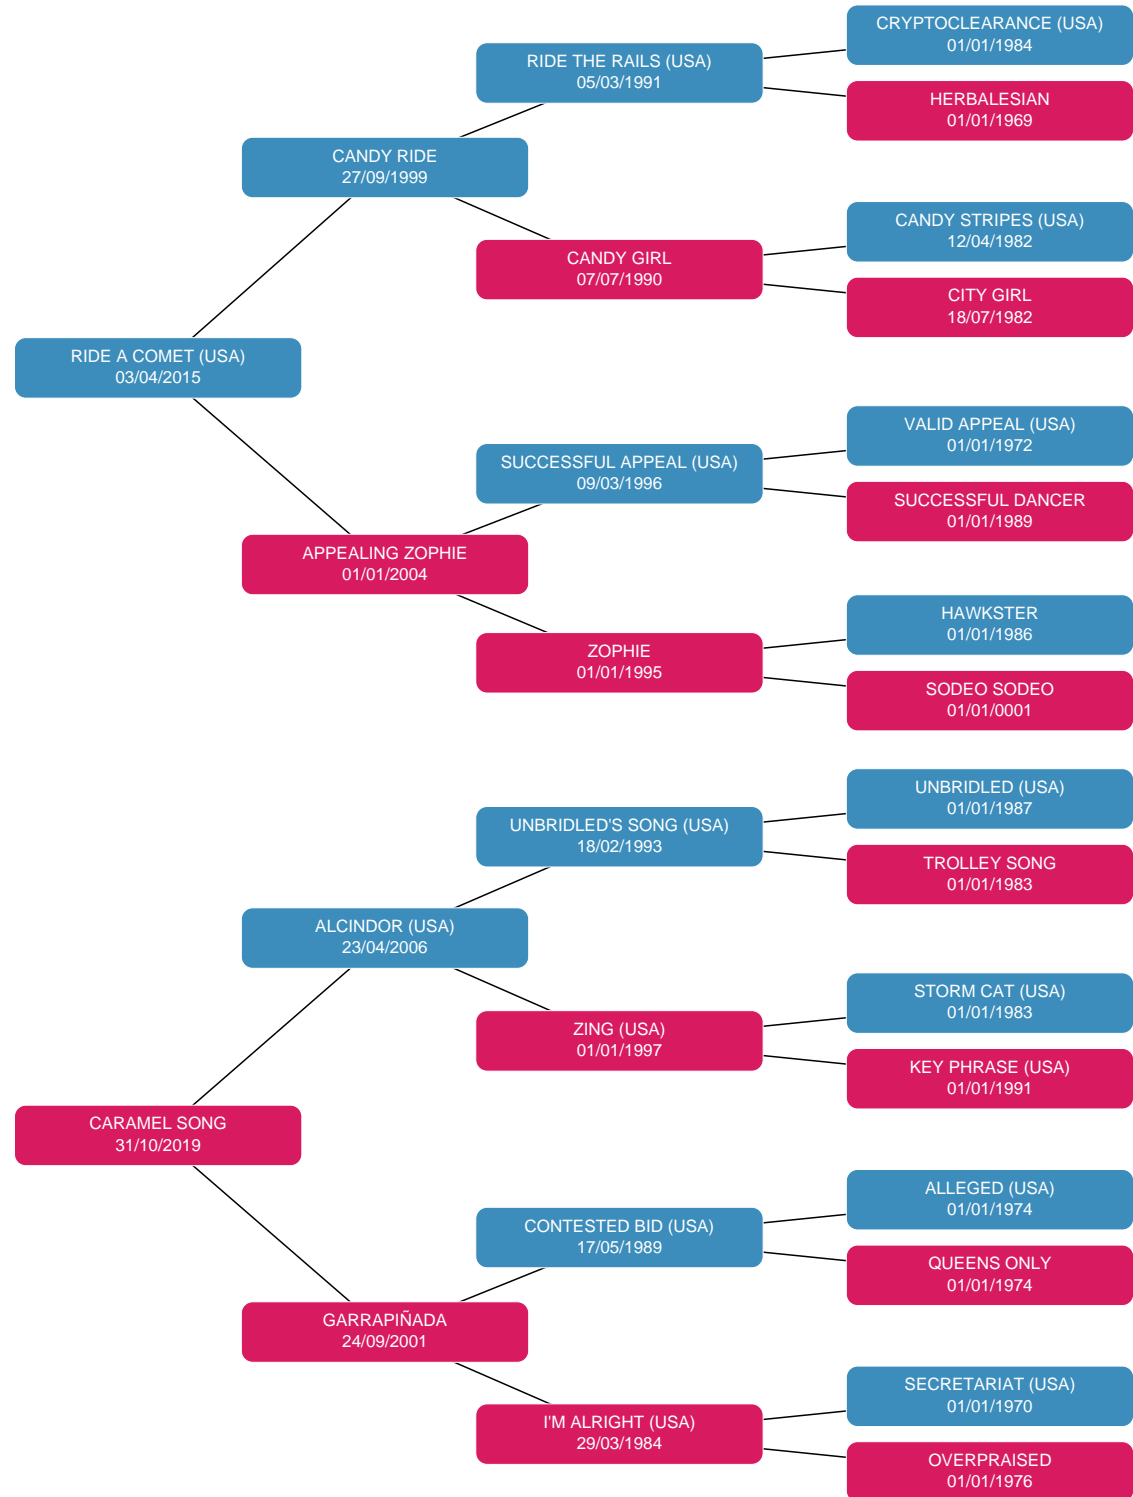 CRYPTOCLEARANCE (USA)
01/01/1984
RIDE THE RAILS (USA)
05/03/1991
HERBALESIAN
01/01/1969
CANDY RIDE
27/09/1999
CANDY STRIPES (USA)
12/04/1982
CANDY GIRL
07/07/1990
CITY GIRL
18/07/1982
RIDE A COMET (USA)
03/04/2015
VALID APPEAL (USA)
01/01/1972
SUCCESSFUL APPEAL (USA)
09/03/1996
SUCCESSFUL DANCER
01/01/1989
APPEALING ZOPHIE
01/01/2004
HAWKSTER
01/01/1986
ZOPHIE
01/01/1995
SODEO SODEO
01/01/0001
UNBRIDLED (USA)
01/01/1987
UNBRIDLED'S SONG (USA)
18/02/1993
TROLLEY SONG
01/01/1983
ALCINDOR (USA)
23/04/2006
STORM CAT (USA)
01/01/1983
ZING (USA)
01/01/1997
KEY PHRASE (USA)
01/01/1991
CARAMEL SONG
31/10/2019
ALLEGED (USA)
01/01/1974
CONTESTED BID (USA)
17/05/1989
QUEENS ONLY
01/01/1974
GARRAPIÑADA
24/09/2001
SECRETARIAT (USA)
01/01/1970
I'M ALRIGHT (USA)
29/03/1984
OVERPRAISED
01/01/1976